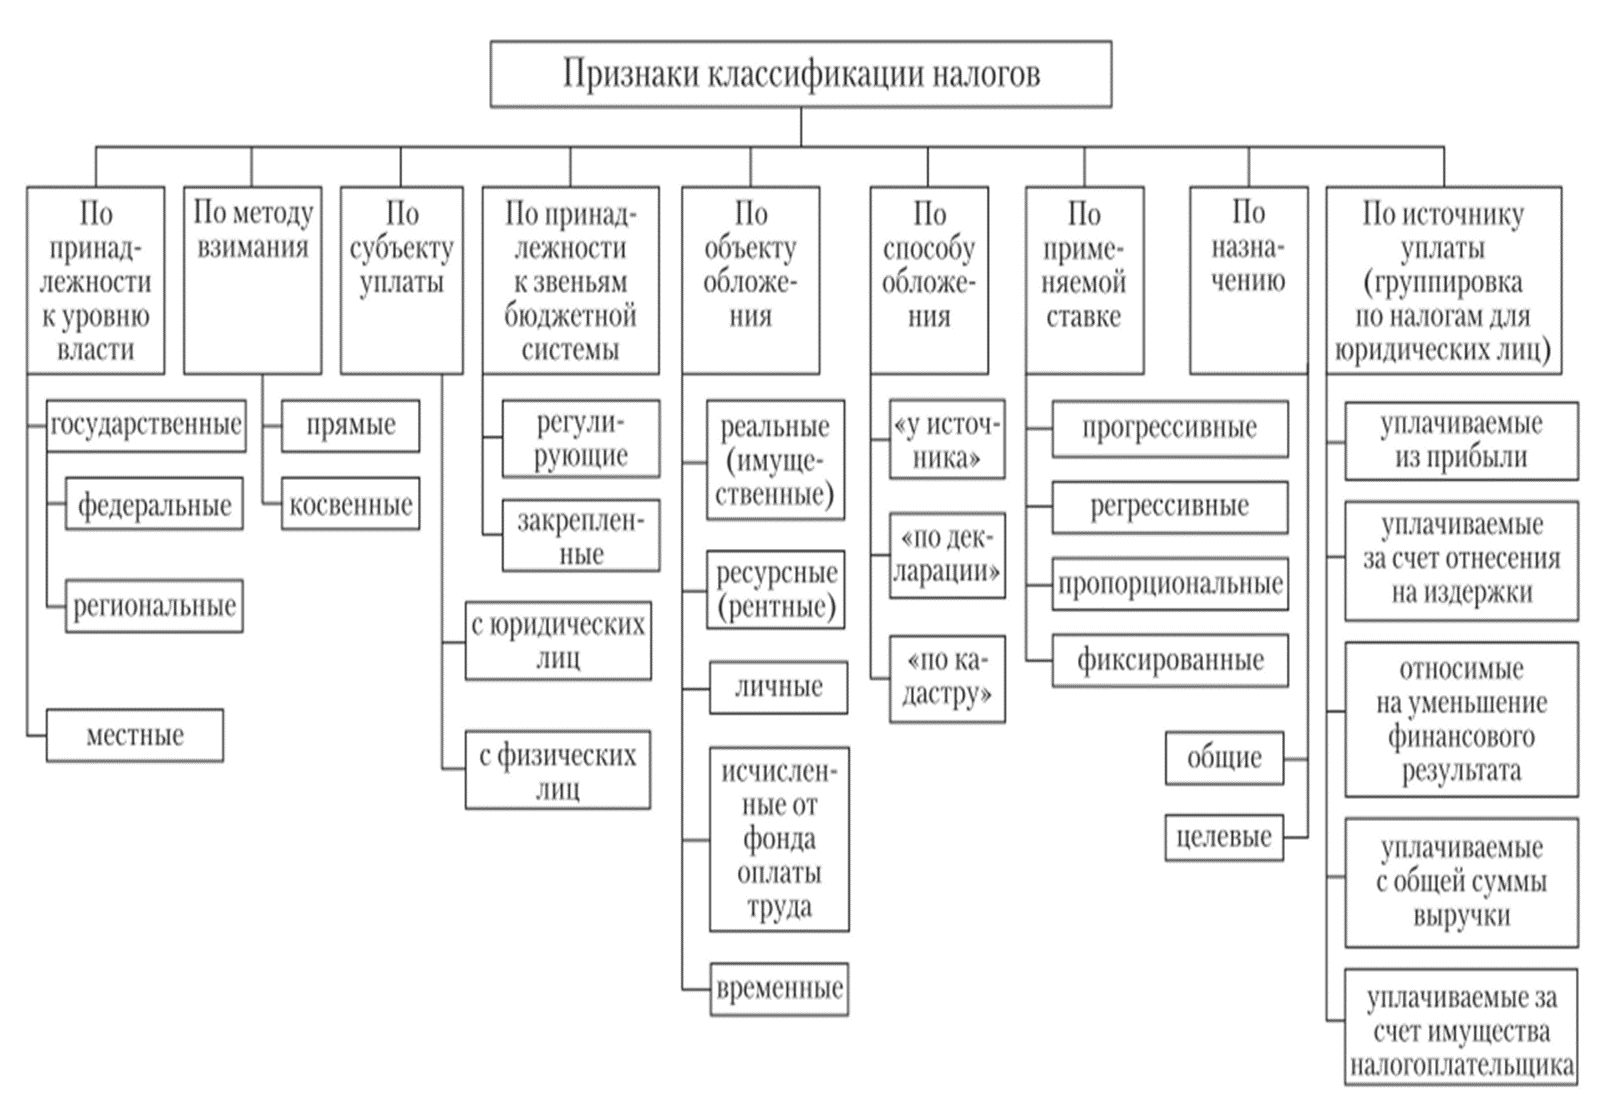 Признаки классификации налогов
По
принад-
лежности
к уровню
власти
государственные
федеральные
региональные
местные
По методу
взимания
прямые
косвенные
По
субъекту
уплаты
с юридических
лиц
с физических
лиц
По принад-
лежности
к звеньям
бюджетной
системы
регули-
рующие
закреплен-
ные
По
объекту
обложе-
ния
реальные
(имуще-
ственные)
ресурсные
(рентные)
личные
исчислен-
ные от
фонда
оплаты
труда
временные
По
способу
обложе-
ния
«у источ-
ника»
«по дек-
ларации»
«по ка-
дастру»
По
приме-
няемой
ставке
прогрессивные
регрессивные
пропорциональные
фиксированные
По
назна-
чению
общие
целевые
По источнику
уплаты
(группировка
по налогам для
юридических лиц)
уплачиваемые
из прибыли
уплачиваемые
за счет отнесения
на издержки
относимые
на уменьшение
финансового
результата
уплачиваемые
с общей суммы
выручки
уплачиваемые за
счет имущества
налогоплательщика